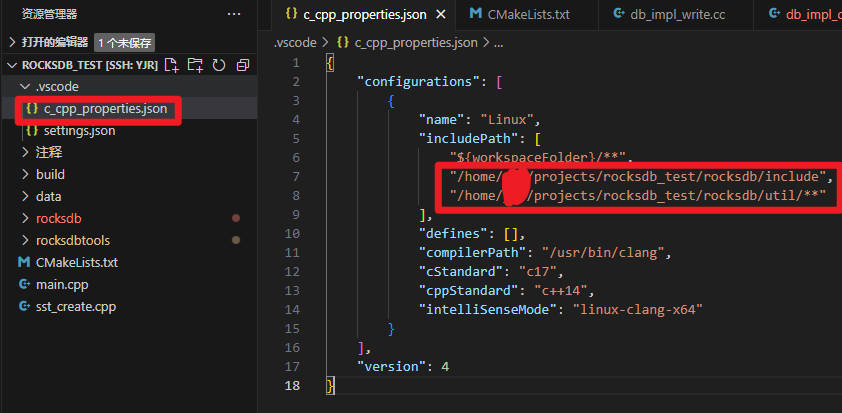 资源管理器
打开的编辑器 1 个未保存
ROCKSDB_TEST [SSH: YJR]
.vscode
{} c_cpp_properties.json
{} settings.json
注释
build
data
rocksdb
rocksdbtools
CMakeLists.txt
main.cpp
sst_create.cpp
{} c_cpp_properties.json
CMakeLists.txt
db_impl_write.cc
db_impl_c
.vscode > {} c_cpp_properties.json > ...
1 {
2 "configurations": [
3 {
4 "name": "Linux",
5 "includePath": [
6 "${workspaceFolder}/**",
7 "/home/ /projects/rocksdb_test/rocksdb/include",
8 "/home/ /projects/rocksdb_test/rocksdb/util/**"
9 ],
10 "defines": [],
11 "compilerPath": "/usr/bin/clang",
12 "cStandard": "c17",
13 "cppStandard": "c++14",
14 "intelliSenseMode": "linux-clang-x64"
15 }
16 ],
17 "version": 4
18 }